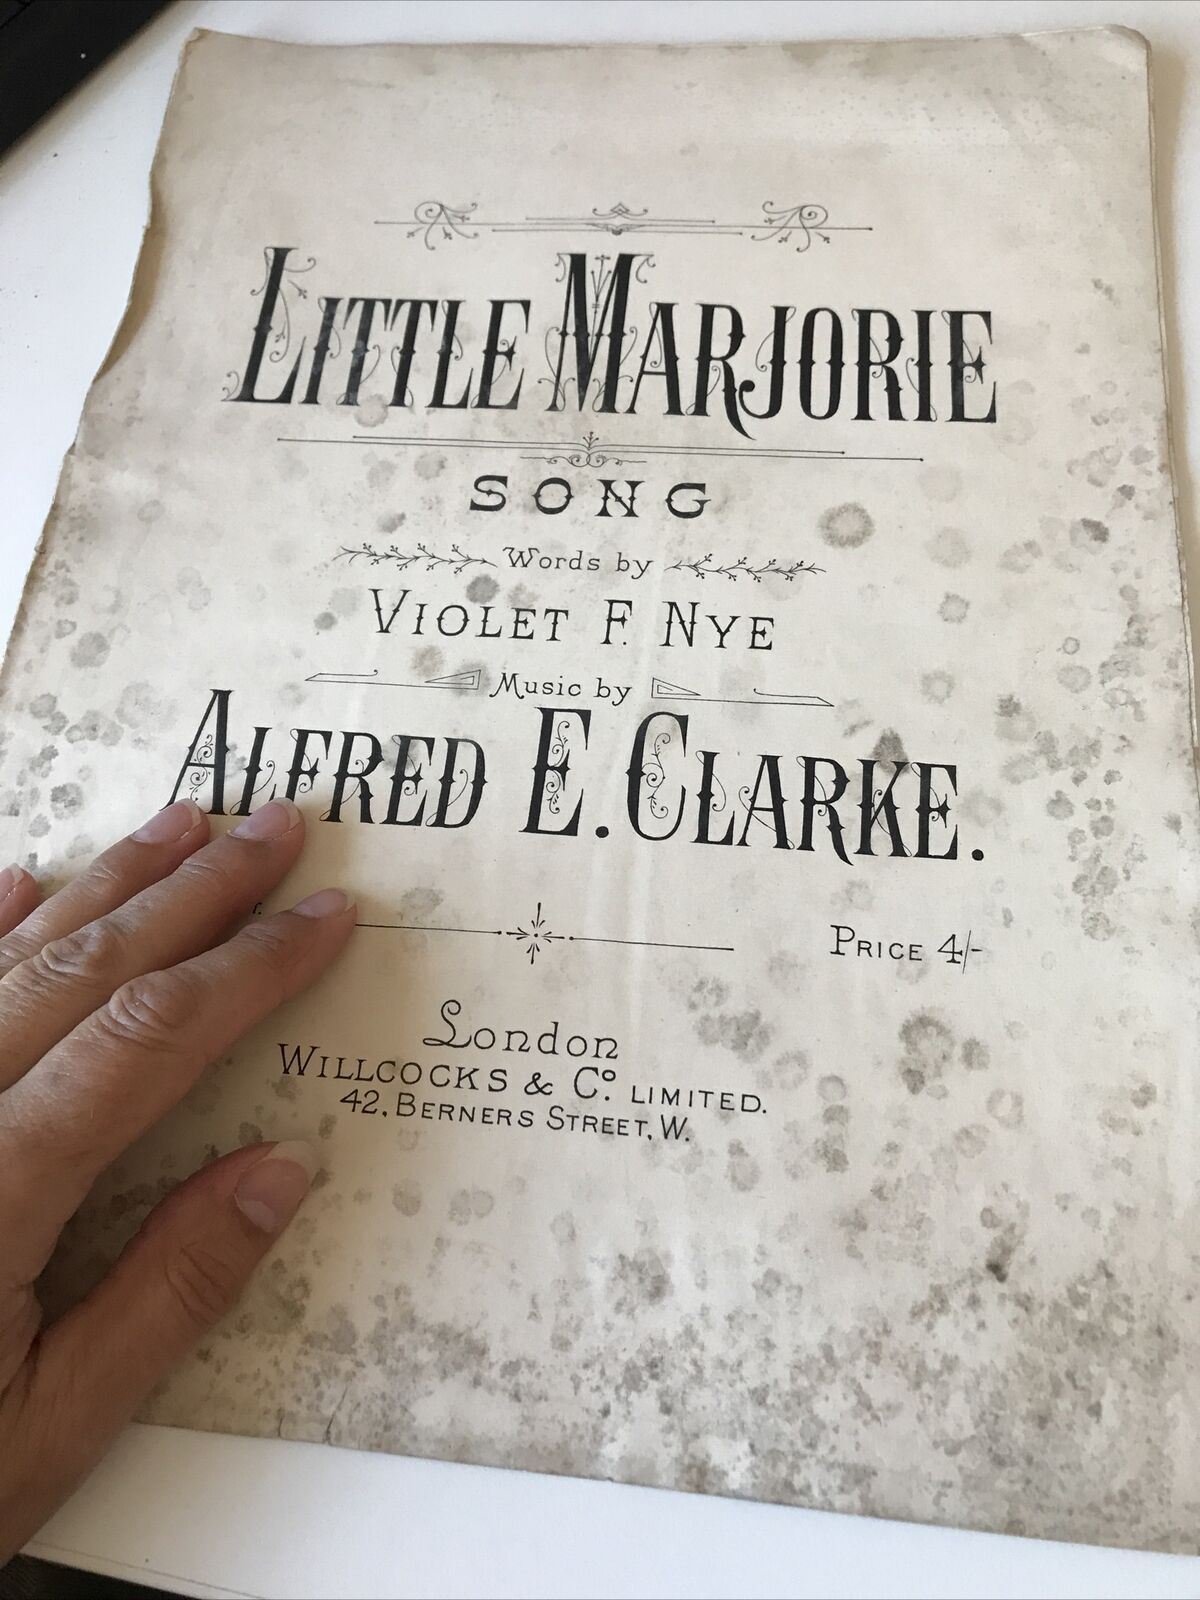 LITTLE MARJORIE
SONG
Words by
VIOLET F. NYE
Music by
ALFRED E. CLARKE.
PRICE 4/-
London
WILLCOCKS & Cº. LIMITED.
42, BERNERS STREET, W.